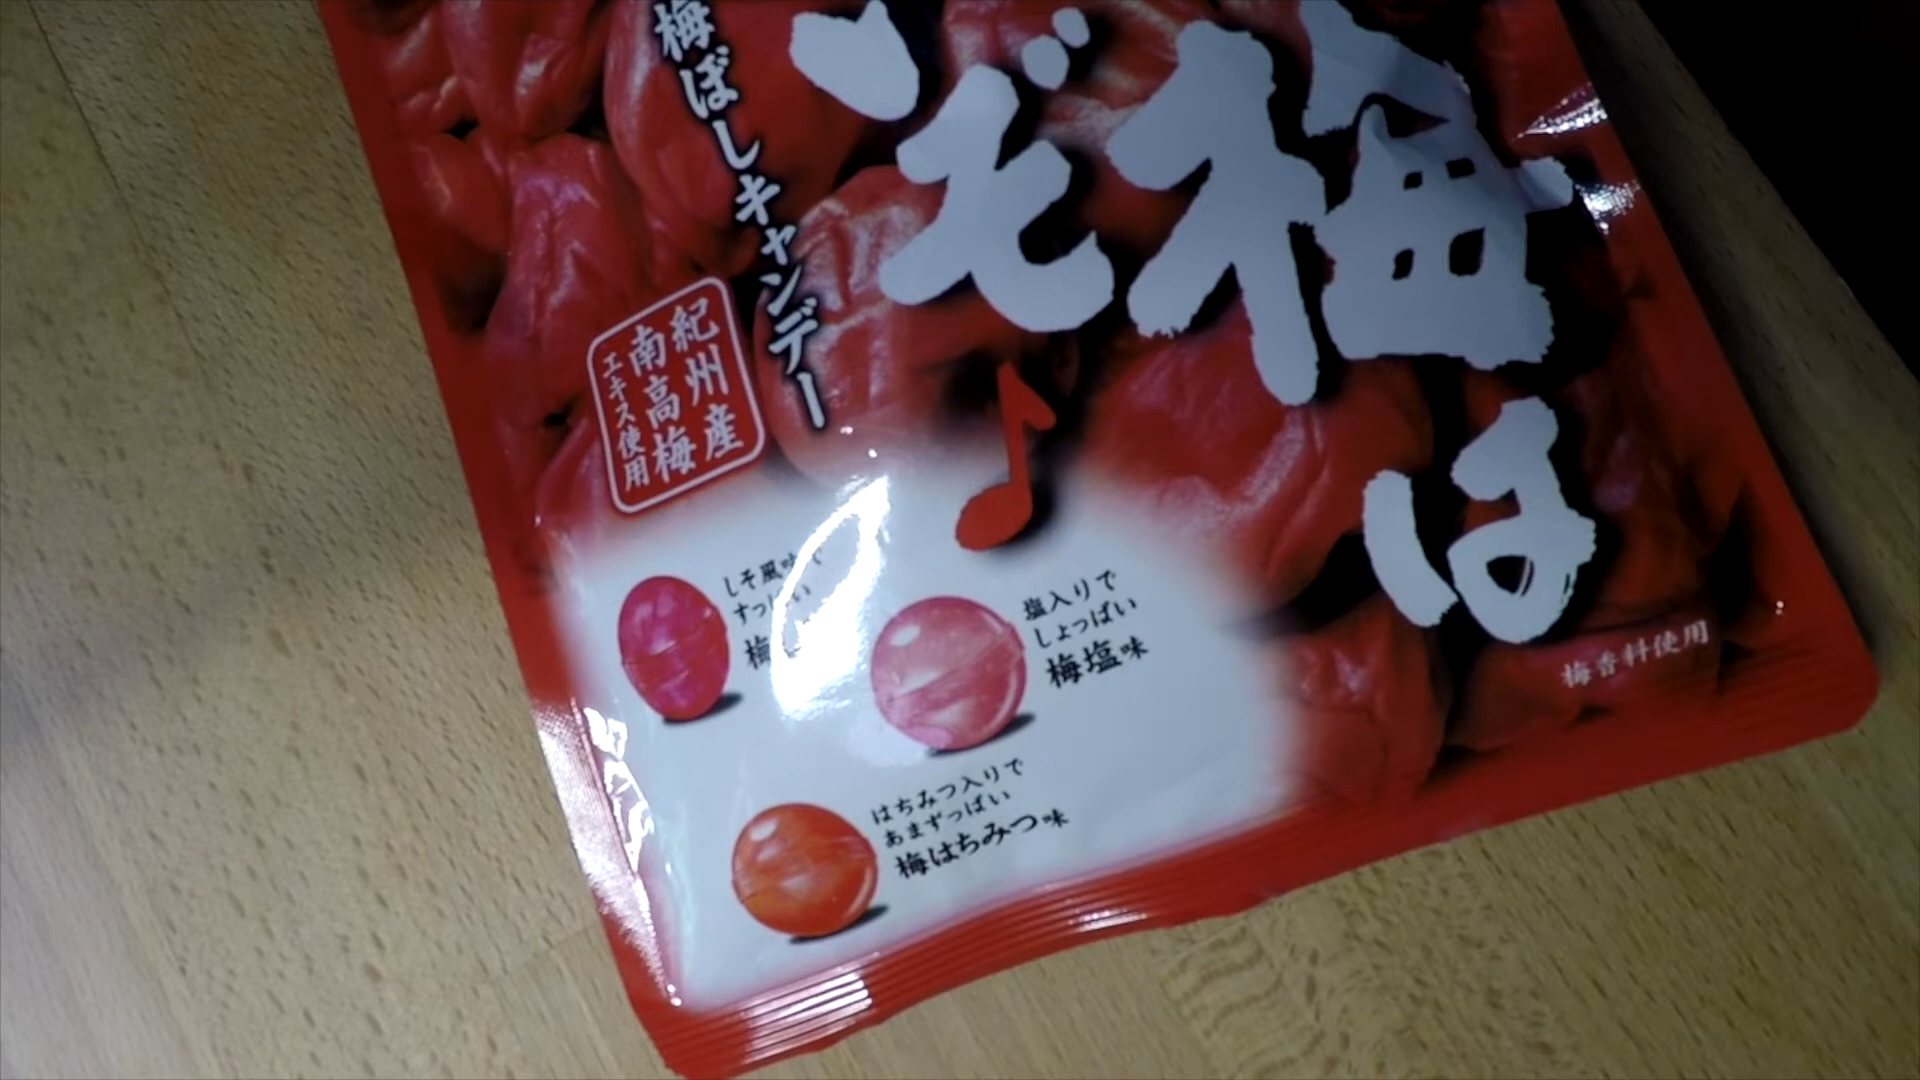 梅は
ぞ
梅ぼしキャンデー
紀州産
南高梅
エキス使用
しそ風味で
すっぱい
梅
塩入りで
しょっぱい
梅塩味
はちみつ入りで
あまずっぱい
梅はちみつ味
梅香料使用